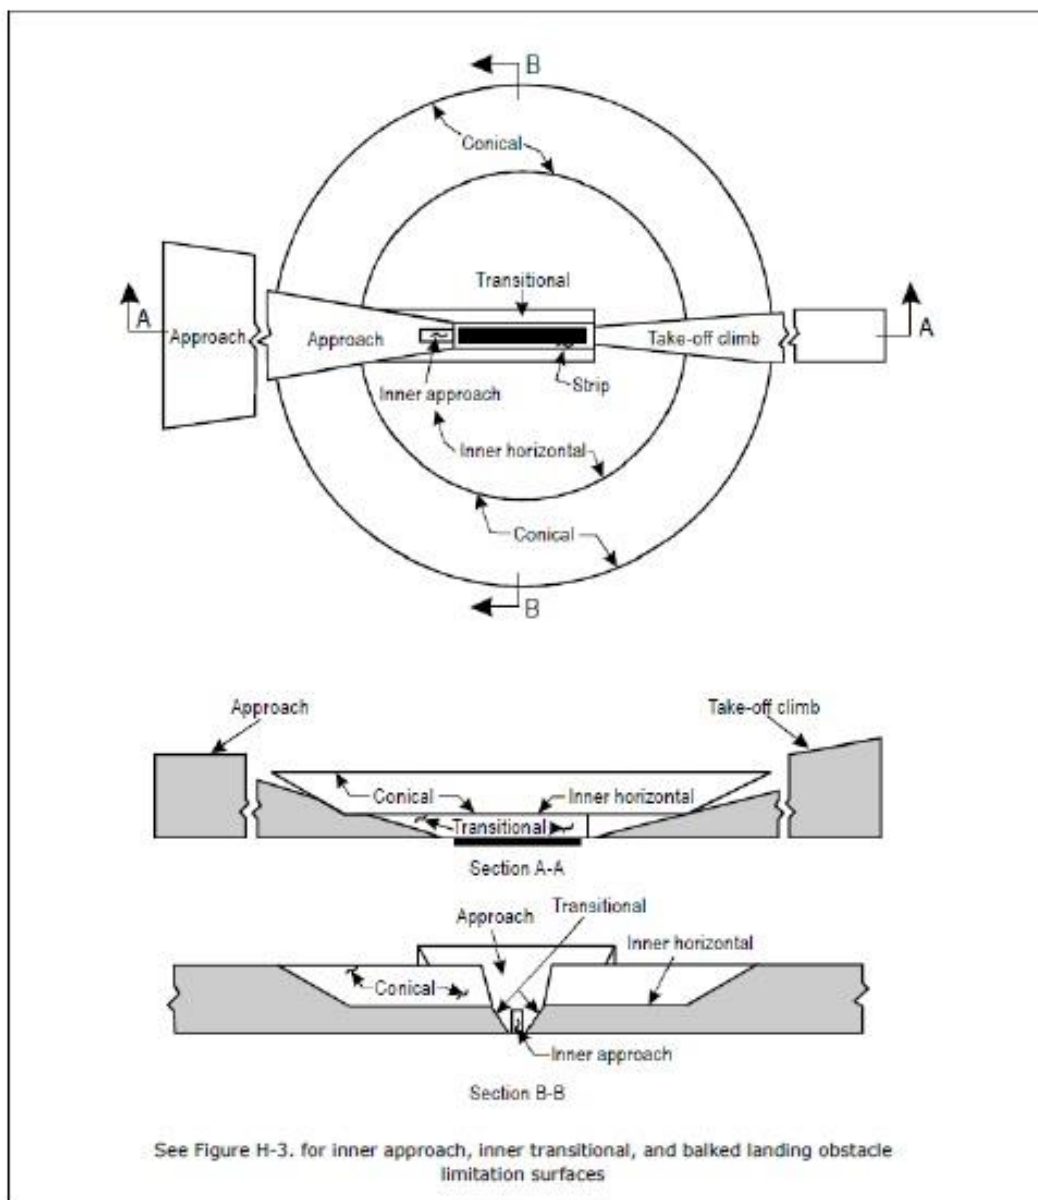 B
Conical
Transitional
A
Approach
Approach
Take-off climb
A
Inner approach
Strip
Inner horizontal
Conical
B
Approach
Take-off climb
Conical
Inner horizontal
Transitional
Section A-A
Transitional
Approach
Inner horizontal
Conical
Inner approach
Section B-B
See Figure H-3. for inner approach, inner transitional, and balked landing obstacle
limitation surfaces